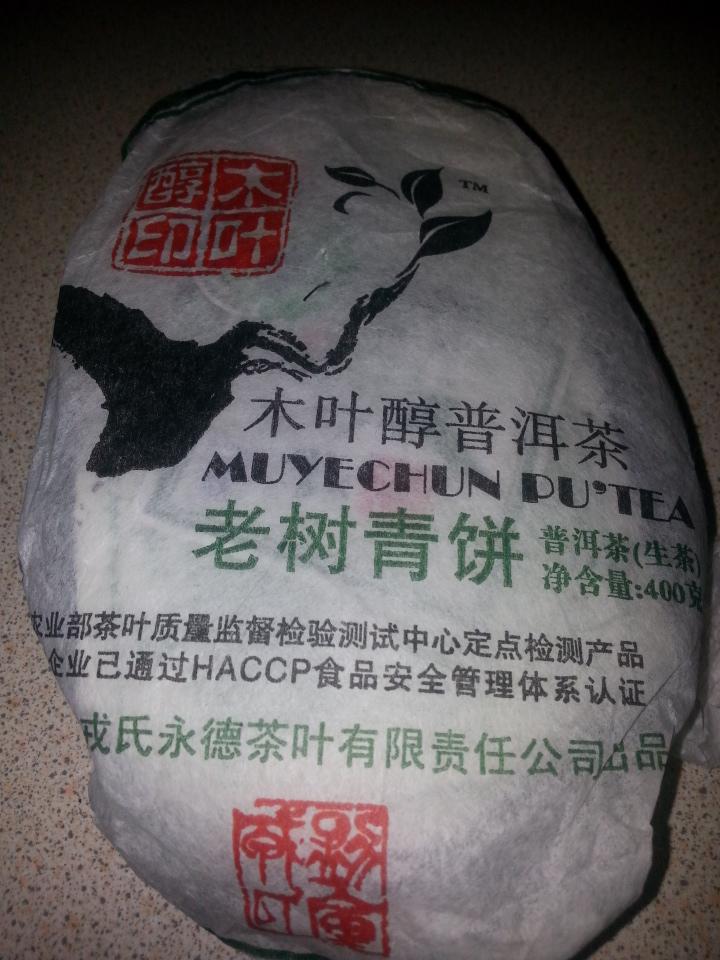 木叶
醇印
TM
木叶醇普洱茶
MUYECHUN PU'TEA
老树青饼
普洱茶(生茶)
净含量:400克
农业部茶叶质量监督检验测试中心定点检测产品
企业已通过HACCP食品安全管理体系认证
戎氏永德茶叶有限责任公司出品